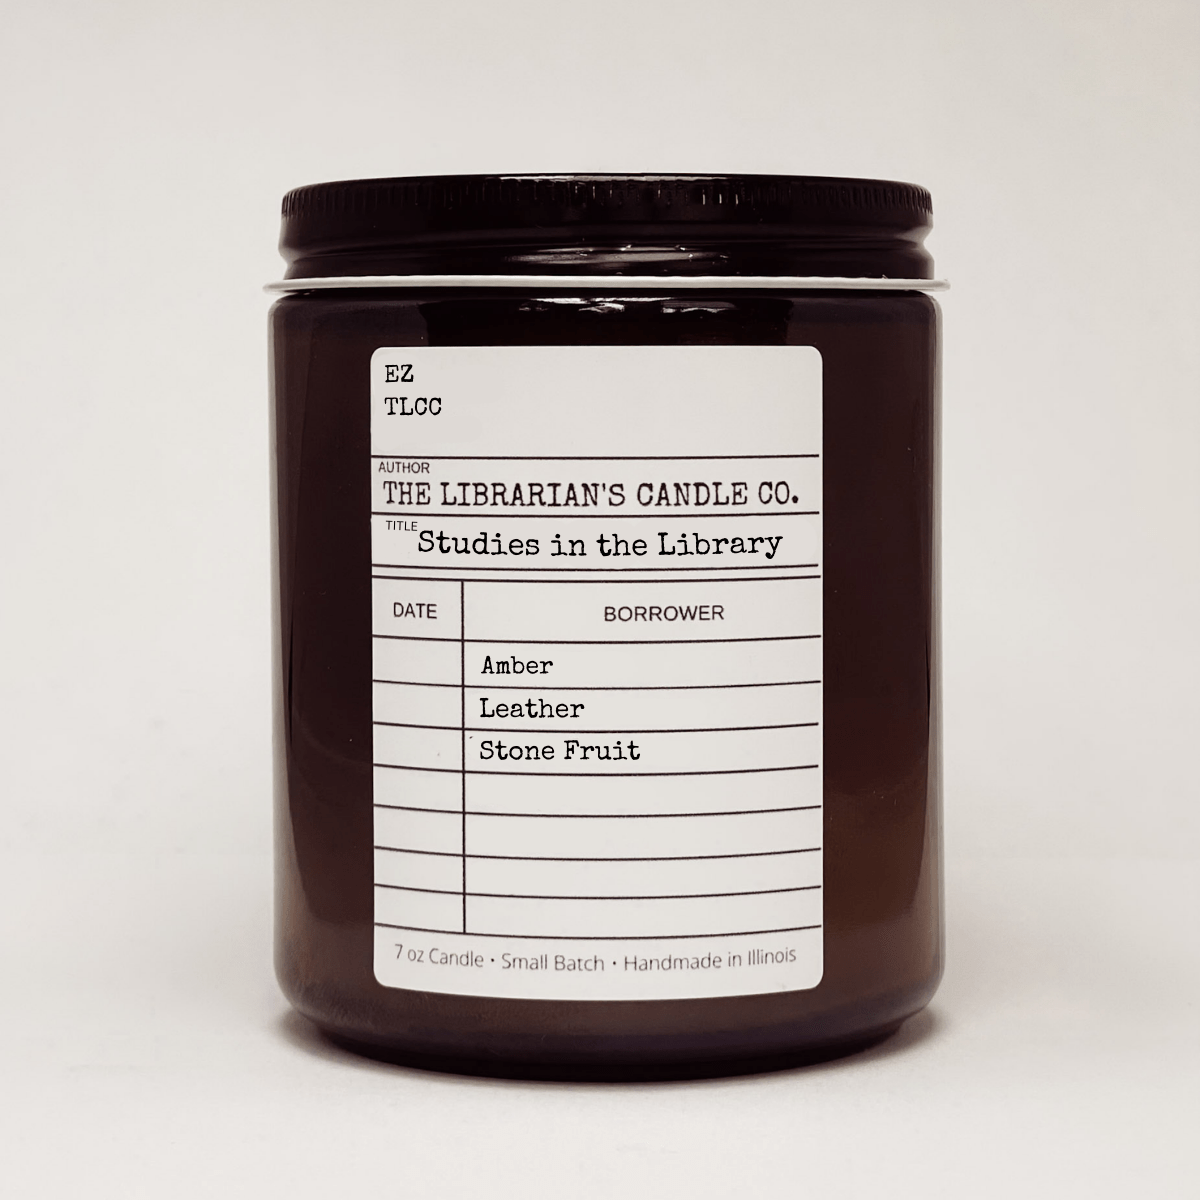 EZ
TLCC
AUTHOR
THE LIBRARIAN'S CANDLE CO.
TITLE
Studies in the Library
DATE BORROWER
Amber
Leather
Stone Fruit
7 oz Candle • Small Batch • Handmade in Illinois